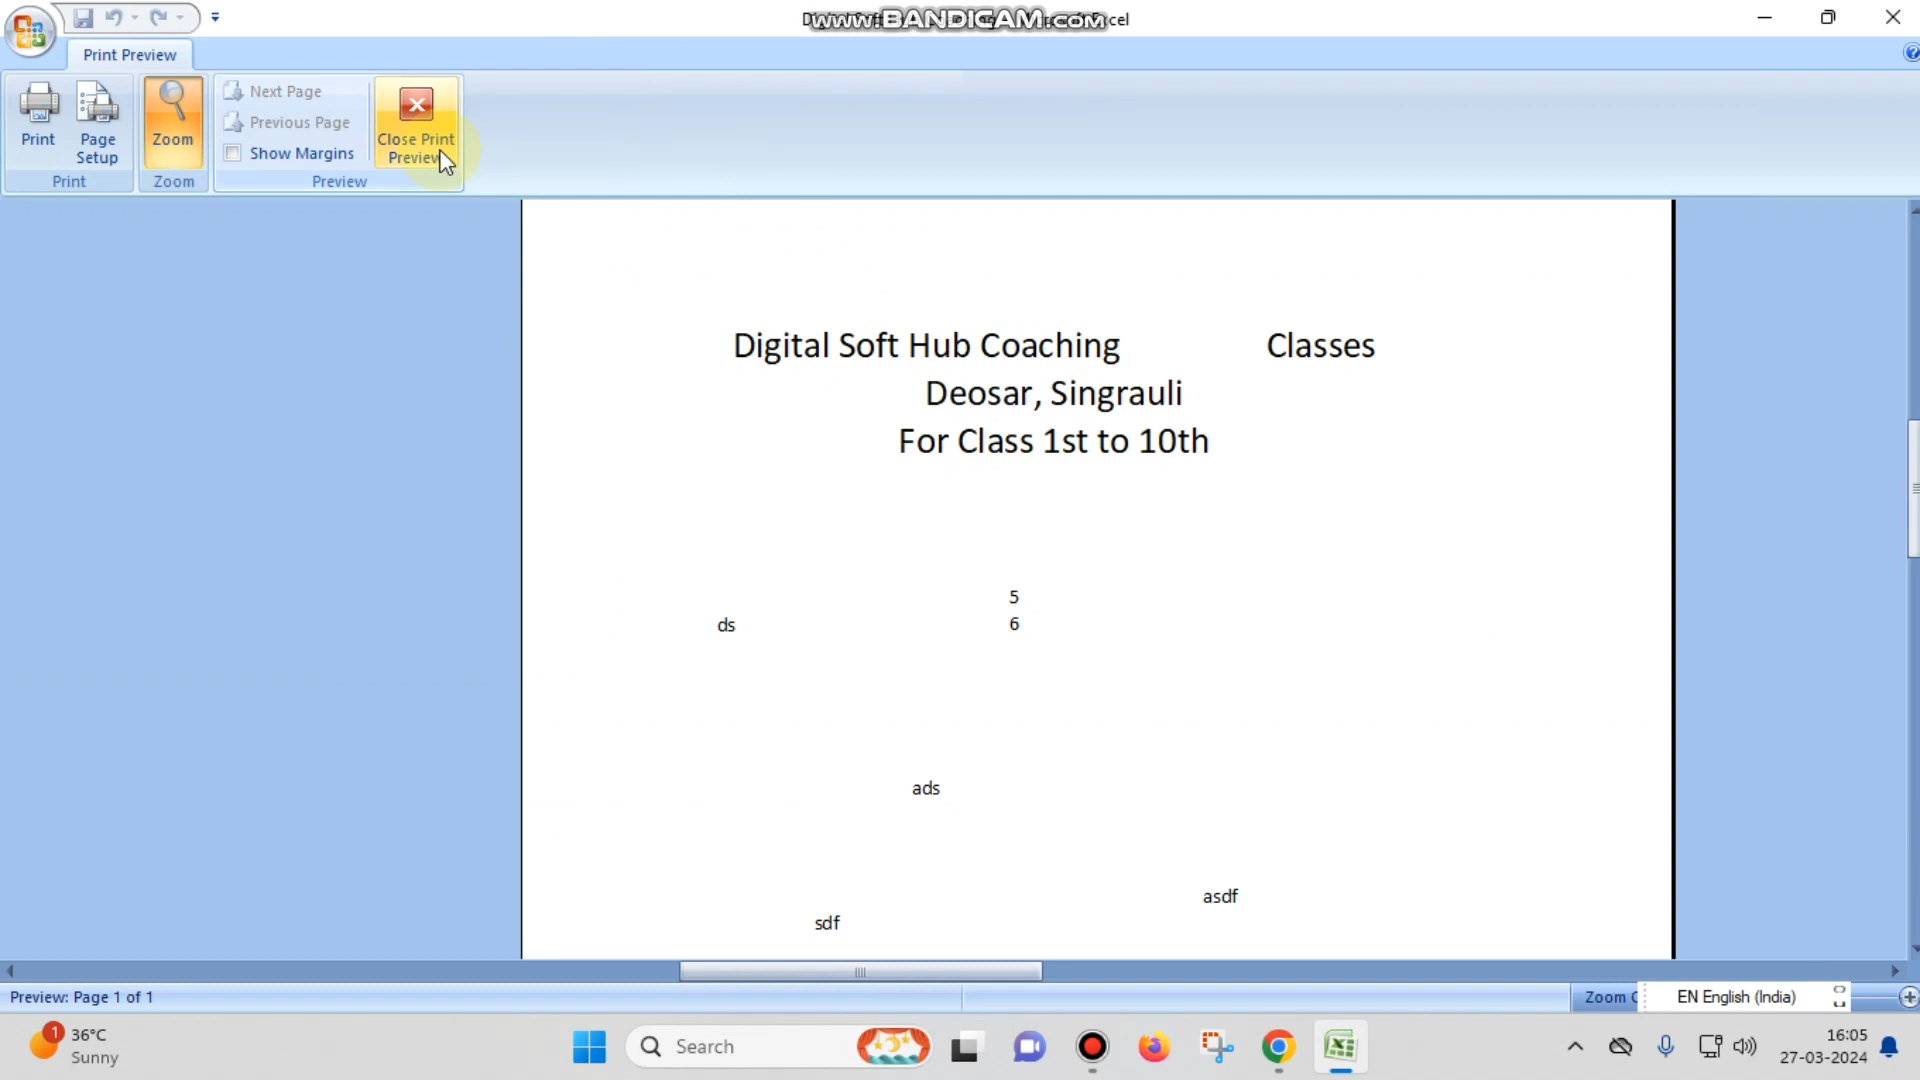 www.BANDICAM.com
Print Preview
Print
Page Setup
Zoom
Next Page
Previous Page
Show Margins
Close Print Preview
Print
Zoom
Preview
Digital Soft Hub Coaching Classes
Deosar, Singrauli
For Class 1st to 10th
5
ds 6
ads
asdf
sdf
Preview: Page 1 of 1
Zoom
EN English (India)
1
36°C
Sunny
Search
16:05
27-03-2024